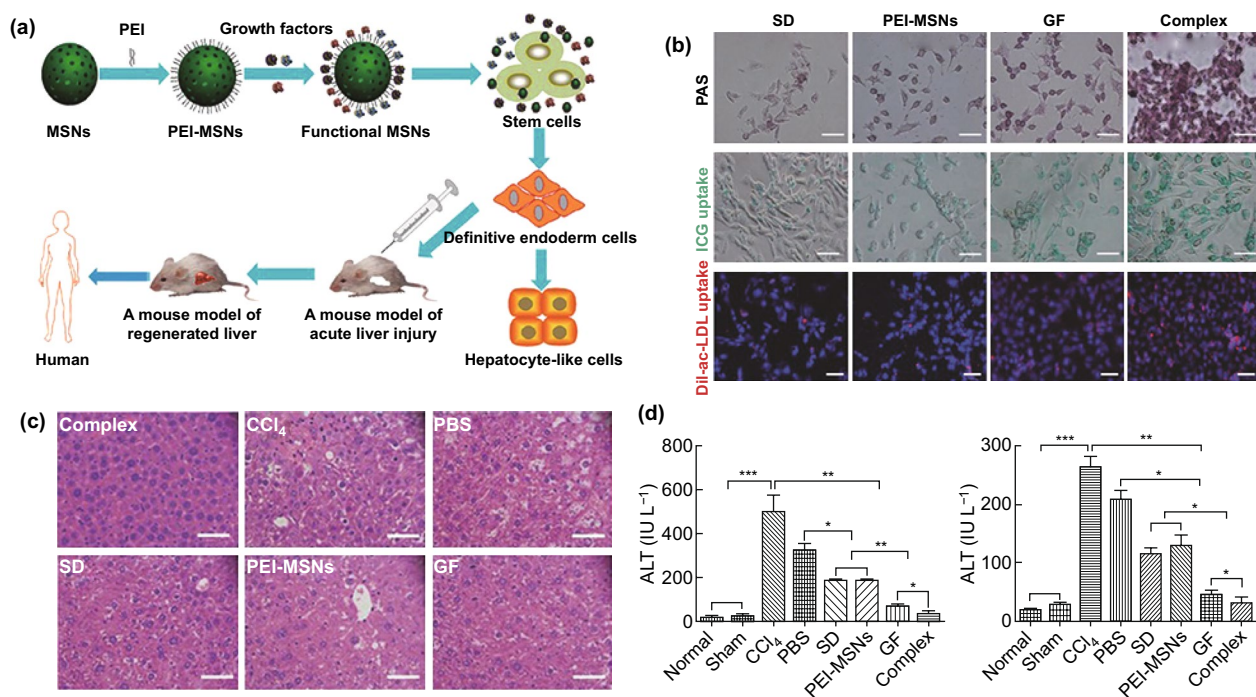 (a)
PEI
Growth factors
MSNs
PEI-MSNs
Functional MSNs
Stem cells
Definitive endoderm cells
A mouse model of
regenerated liver
A mouse model of
acute liver injury
Human
Hepatocyte-like cells
(b)
SD
PEI-MSNs
GF
Complex
PAS
ICG uptake
Dil-ac-LDL uptake
(c)
Complex
CCl₄
PBS
SD
PEI-MSNs
GF
(d)
ALT (IU L⁻¹)
800
600
400
200
0
***
**
*
**
*
Normal
Sham
CCl₄
PBS
SD
PEI-MSNs
GF
Complex
ALT (IU L⁻¹)
300
200
100
0
***
**
*
*
*
Normal
Sham
CCl₄
PBS
SD
PEI-MSNs
GF
Complex